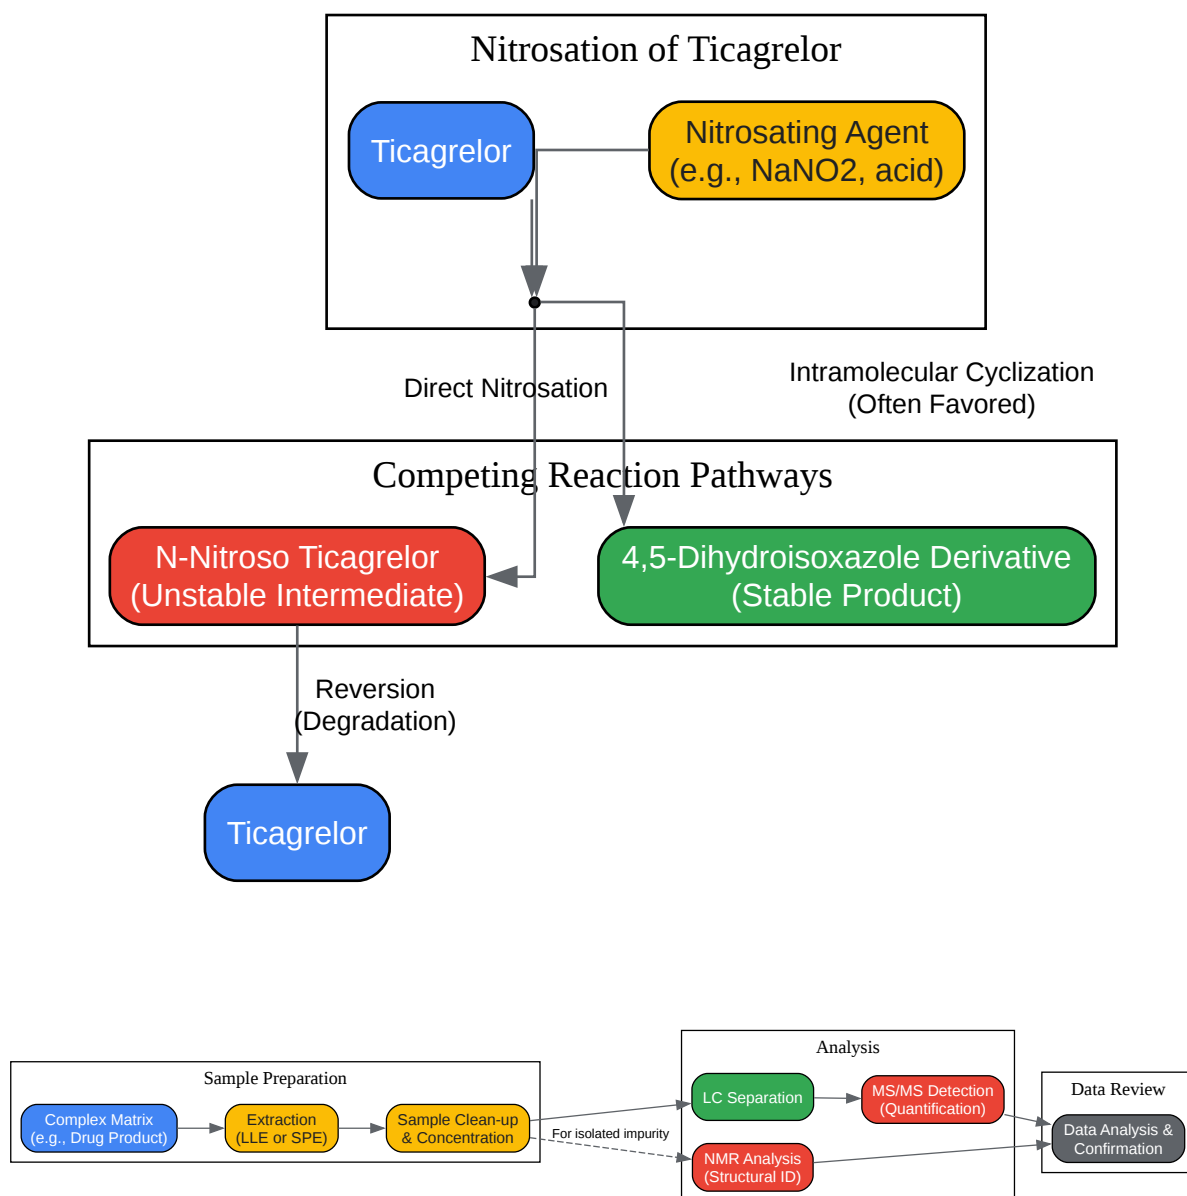 Nitrosation of Ticagrelor
Ticagrelor
Nitrosating Agent
(e.g., NaNO2, acid)
Direct Nitrosation
Intramolecular Cyclization
(Often Favored)
Competing Reaction Pathways
N-Nitroso Ticagrelor
(Unstable Intermediate)
4,5-Dihydroisoxazole Derivative
(Stable Product)
Reversion
(Degradation)
Ticagrelor
Sample Preparation
Complex Matrix
(e.g., Drug Product)
Extraction
(LLE or SPE)
Sample Clean-up
& Concentration
For isolated impurity
Analysis
LC Separation
MS/MS Detection
(Quantification)
NMR Analysis
(Structural ID)
Data Review
Data Analysis &
Confirmation